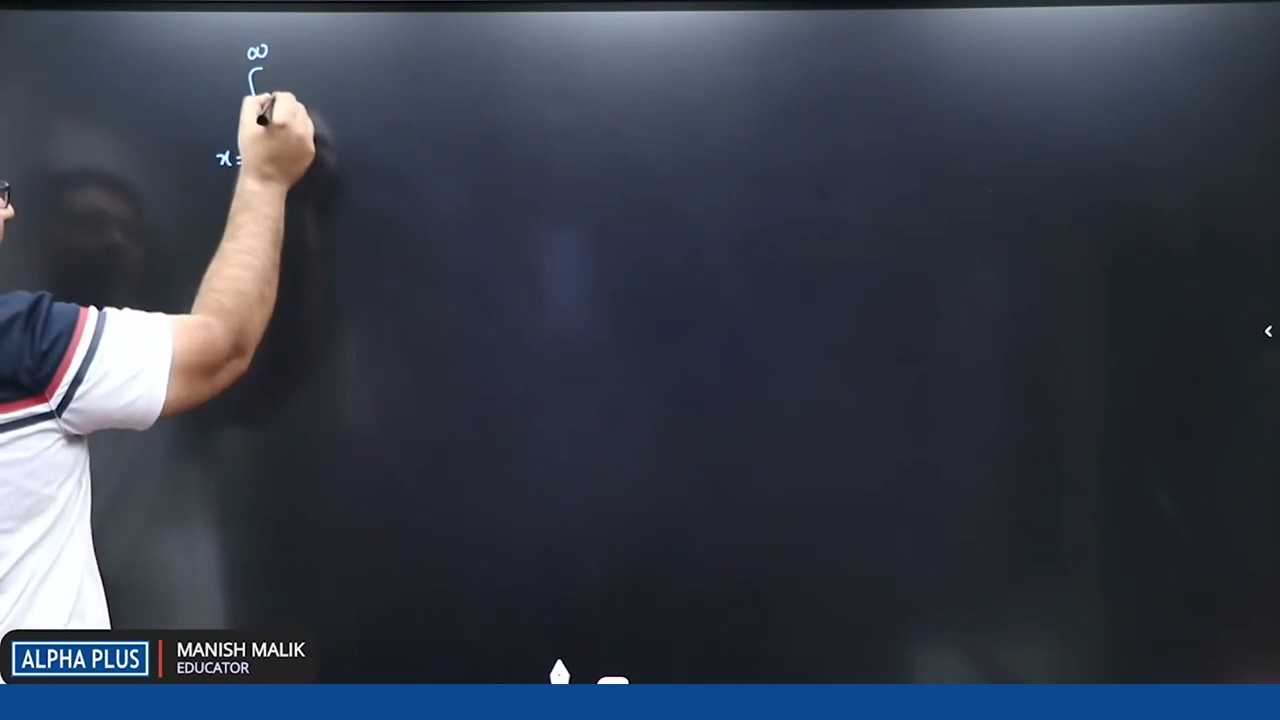 ∞
x=
ALPHA PLUS
MANISH MALIK
EDUCATOR